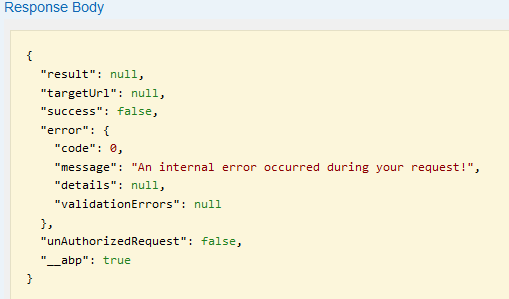 Response Body
{
  "result": null,
  "targetUrl": null,
  "success": false,
  "error": {
    "code": 0,
    "message": "An internal error occurred during your request!",
    "details": null,
    "validationErrors": null
  },
  "unAuthorizedRequest": false,
  "__abp": true
}